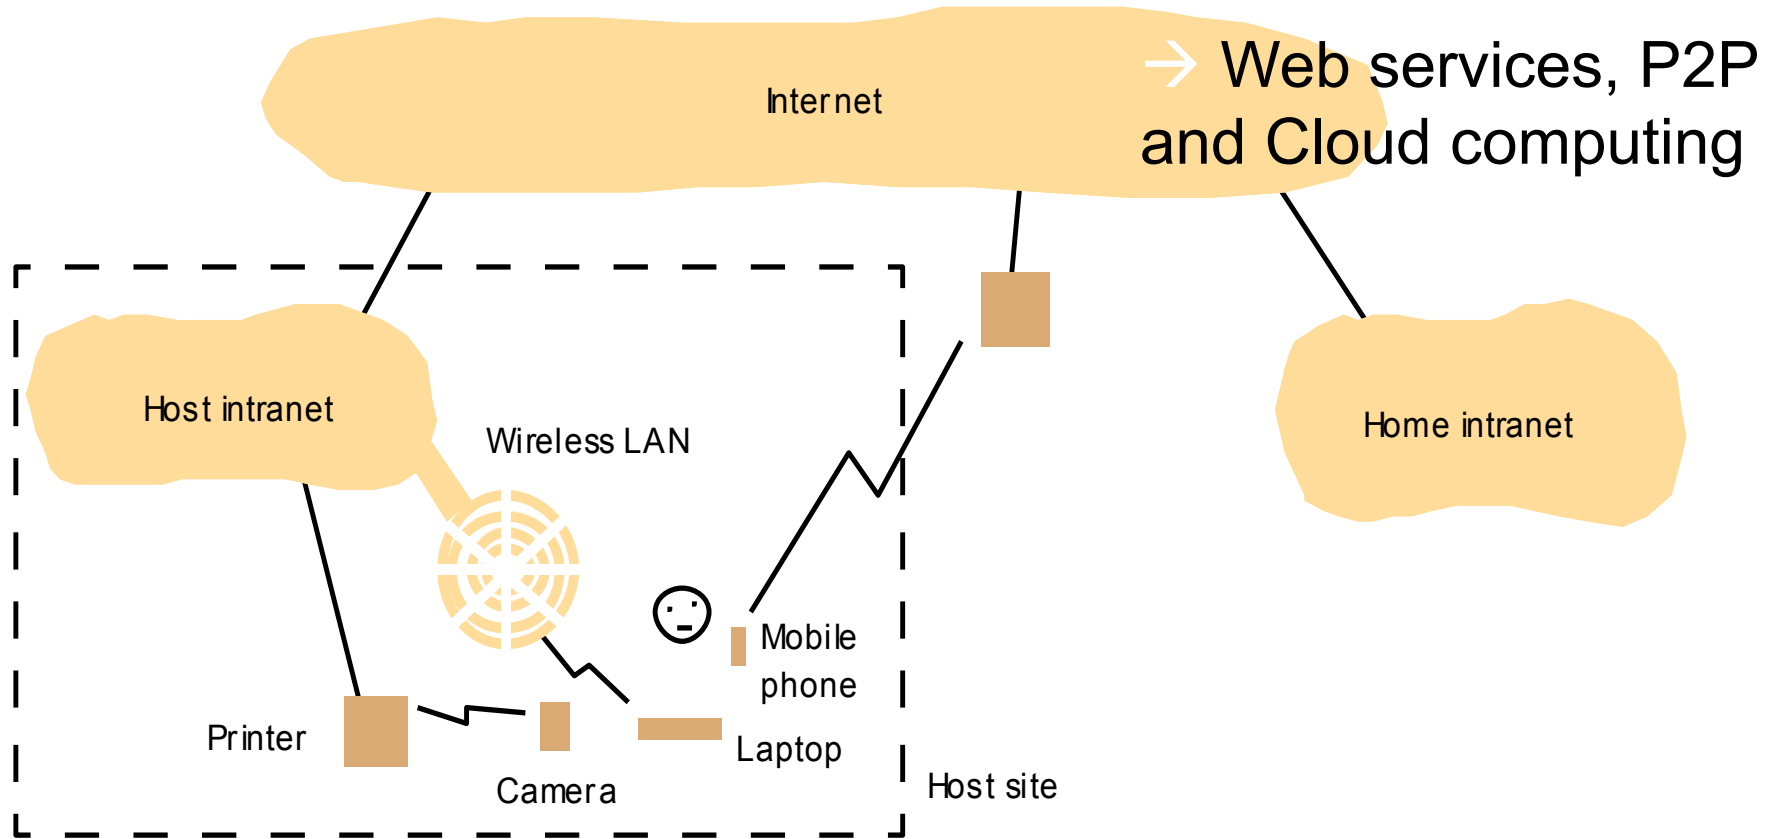 → Web services, P2P
and Cloud computing
Internet
Host intranet
Wireless LAN
Home intranet
Mobile
phone
Printer
Laptop
Camera
Host site